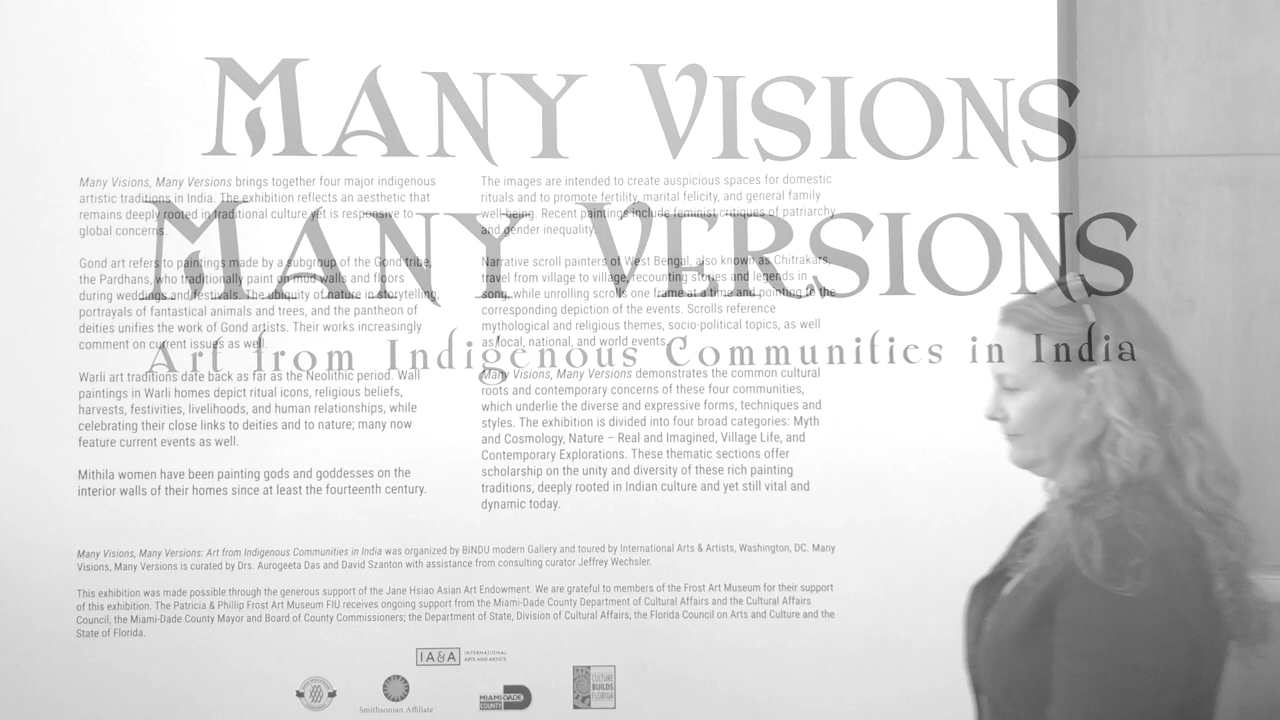 MANY VISIONS
MANY VERSIONS
Art from Indigenous Communities in India
Many Visions, Many Versions brings together four major indigenous
artistic traditions in India. The exhibition reflects an aesthetic that
remains deeply rooted in traditional culture yet is responsive to
global concerns.
Gond art refers to paintings made by a subgroup of the Gond tribe,
the Pardhans, who traditionally paint on mud walls and floors
during weddings and festivals. The ubiquity of nature in storytelling,
portrayals of fantastical animals and trees, and the pantheon of
deities unifies the work of Gond artists. Their works increasingly
comment on current issues as well.
Warli art traditions date back as far as the Neolithic period. Wall
paintings in Warli homes depict ritual icons, religious beliefs,
harvests, festivities, livelihoods, and human relationships, while
celebrating their close links to deities and to nature; many now
feature current events as well.
Mithila women have been painting gods and goddesses on the
interior walls of their homes since at least the fourteenth century.
The images are intended to create auspicious spaces for domestic
rituals and to promote fertility, marital felicity, and general family
well-being. Recent paintings include feminist critiques of patriarchy
and gender inequality.
Narrative scroll painters of West Bengal, also known as Chitrakars,
travel from village to village recounting stories and legends in
song, while unrolling scrolls one frame at a time and pointing to the
corresponding depiction of the events. Scrolls reference
mythological and religious themes, socio-political topics, as well
as local, national, and world events.
Many Visions, Many Versions demonstrates the common cultural
roots and contemporary concerns of these four communities,
which underlie the diverse and expressive forms, techniques and
styles. The exhibition is divided into four broad categories: Myth
and Cosmology, Nature – Real and Imagined, Village Life, and
Contemporary Explorations. These thematic sections offer
scholarship on the unity and diversity of these rich painting
traditions, deeply rooted in Indian culture and yet still vital and
dynamic today.
Many Visions, Many Versions: Art from Indigenous Communities in India was organized by BINDU modern Gallery and toured by International Arts & Artists, Washington, DC. Many
Visions, Many Versions is curated by Drs. Aurogeeta Das and David Szanton with assistance from consulting curator Jeffrey Wechsler.
This exhibition was made possible through the generous support of the Jane Hsiao Asian Art Endowment. We are grateful to members of the Frost Art Museum for their support
of this exhibition. The Patricia & Phillip Frost Art Museum FIU receives ongoing support from the Miami-Dade County Department of Cultural Affairs and the Cultural Affairs
Council, the Miami-Dade County Mayor and Board of County Commissioners; the Department of State, Division of Cultural Affairs, the Florida Council on Arts and Culture and the
State of Florida.
IA&A INTERNATIONAL
ARTS AND ARTISTS
Smithsonian Affiliate
MIAMI-DADE
COUNTY
CULTURE
BUILDS
FLORIDA